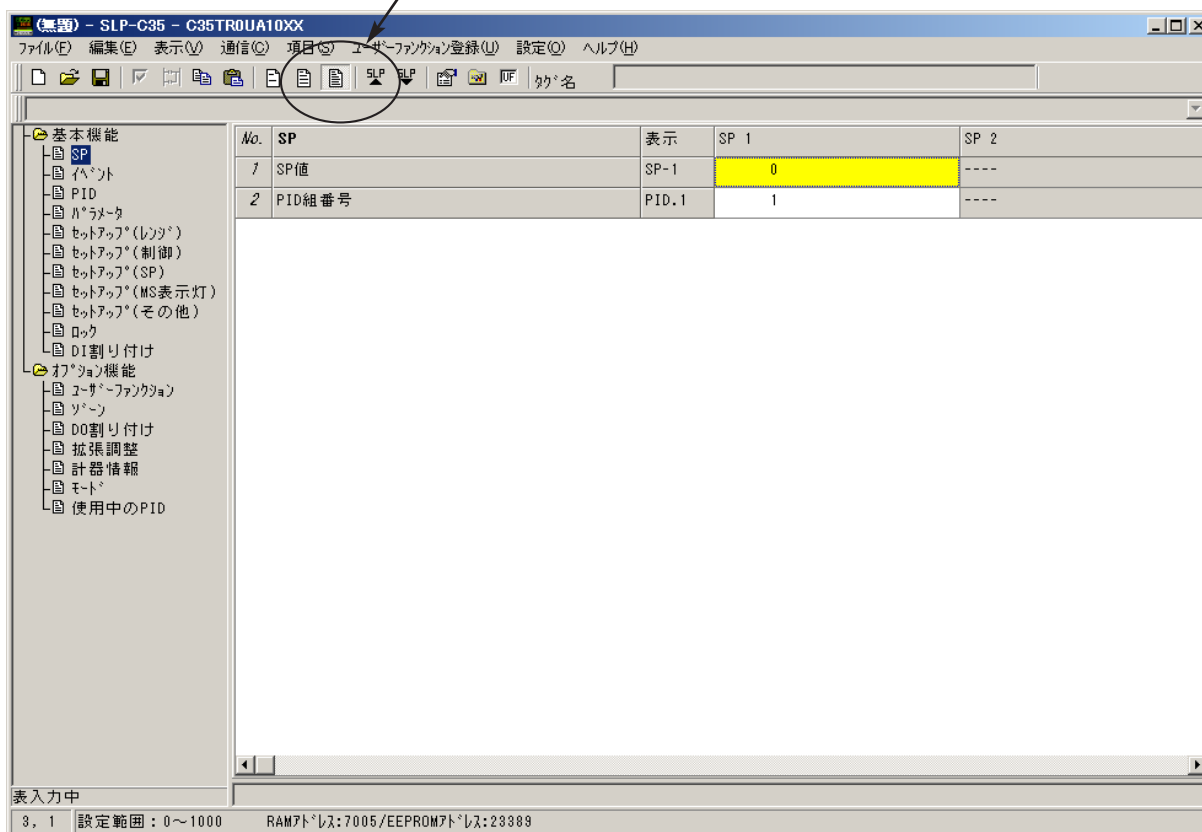 (無題) - SLP-C35 - C35TR0UA10XX
ファイル(F) 編集(E) 表示(V) 通信(C) 項目(S) ユーザーファンクション登録(U) 設定(O) ヘルプ(H)
SLP SLP UF タグ名
基本機能
SP
イベント
PID
パラメータ
セットアップ(レンジ)
セットアップ(制御)
セットアップ(SP)
セットアップ(MS表示灯)
セットアップ(その他)
ロック
DI割り付け
オプション機能
ユーザーファンクション
ゾーン
DO割り付け
拡張調整
計器情報
モード
使用中のPID
No. SP 表示 SP 1 SP 2
1 SP値 SP-1 0 ----
2 PID組番号 PID.1 1 ----
表入力中
3, 1 設定範囲:0~1000 RAMアドレス:7005/EEPROMアドレス:23389